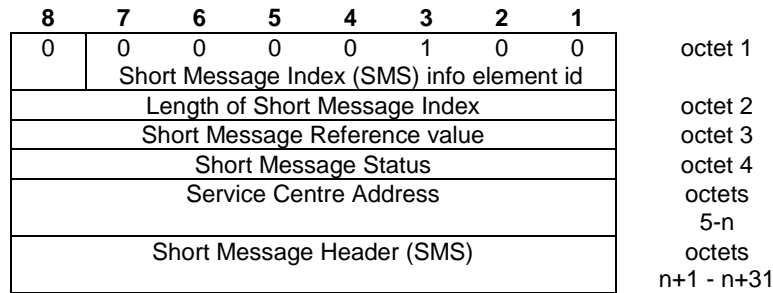 8 7 6 5 4 3 2 1
0 0 0 0 0 1 0 0 octet 1
Short Message Index (SMS) info element id
Length of Short Message Index octet 2
Short Message Reference value octet 3
Short Message Status octet 4
Service Centre Address octets
5-n
Short Message Header (SMS) octets
n+1 - n+31